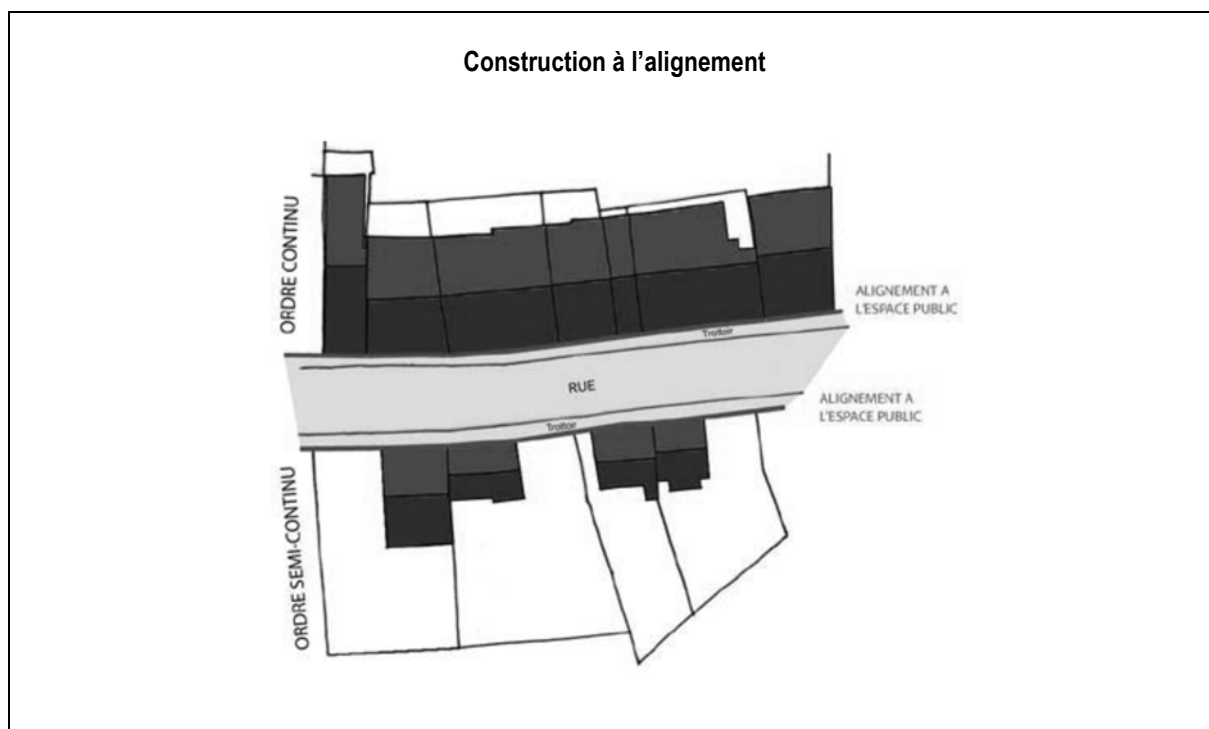 Construction à l'alignement
ORDRE CONTINU
ALIGNEMENT A
L'ESPACE PUBLIC
Trottoir
RUE
ALIGNEMENT A
L'ESPACE PUBLIC
Trottoir
ORDRE SEMI-CONTINU